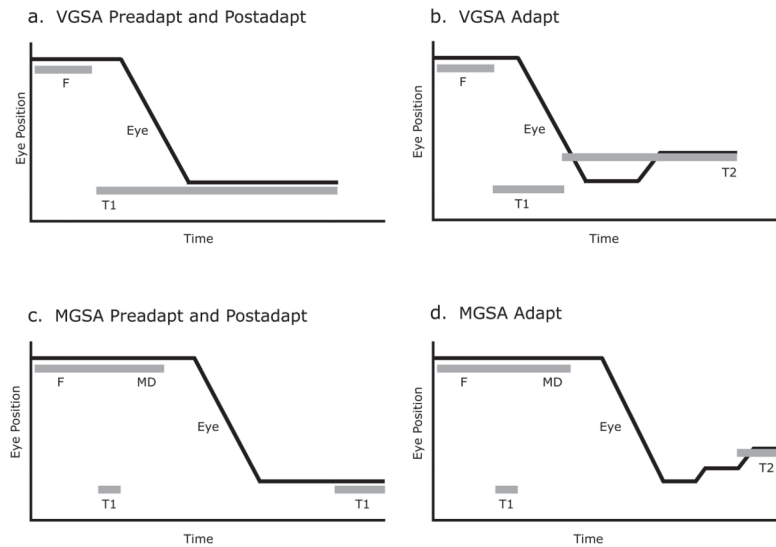 a. VGSA Preadapt and Postadapt
Eye Position
F
Eye
T1
Time
b. VGSA Adapt
Eye Position
F
Eye
T1
T2
Time
c. MGSA Preadapt and Postadapt
Eye Position
F MD
Eye
T1 T1
Time
d. MGSA Adapt
Eye Position
F MD
Eye
T2
T1
Time